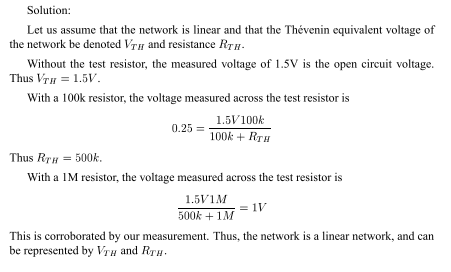 Solution:
Let us assume that the network is linear and that the Thévenin equivalent voltage of
the network be denoted V_{TH} and resistance R_{TH}.
Without the test resistor, the measured voltage of 1.5V is the open circuit voltage.
Thus V_{TH} = 1.5V.
With a 100k resistor, the voltage measured across the test resistor is
0.25 = \frac{1.5V100k}{100k + R_{TH}}
Thus R_{TH} = 500k.
With a 1M resistor, the voltage measured across the test resistor is
\frac{1.5V1M}{500k + 1M} = 1V
This is corroborated by our measurement. Thus, the network is a linear network, and can
be represented by V_{TH} and R_{TH}.